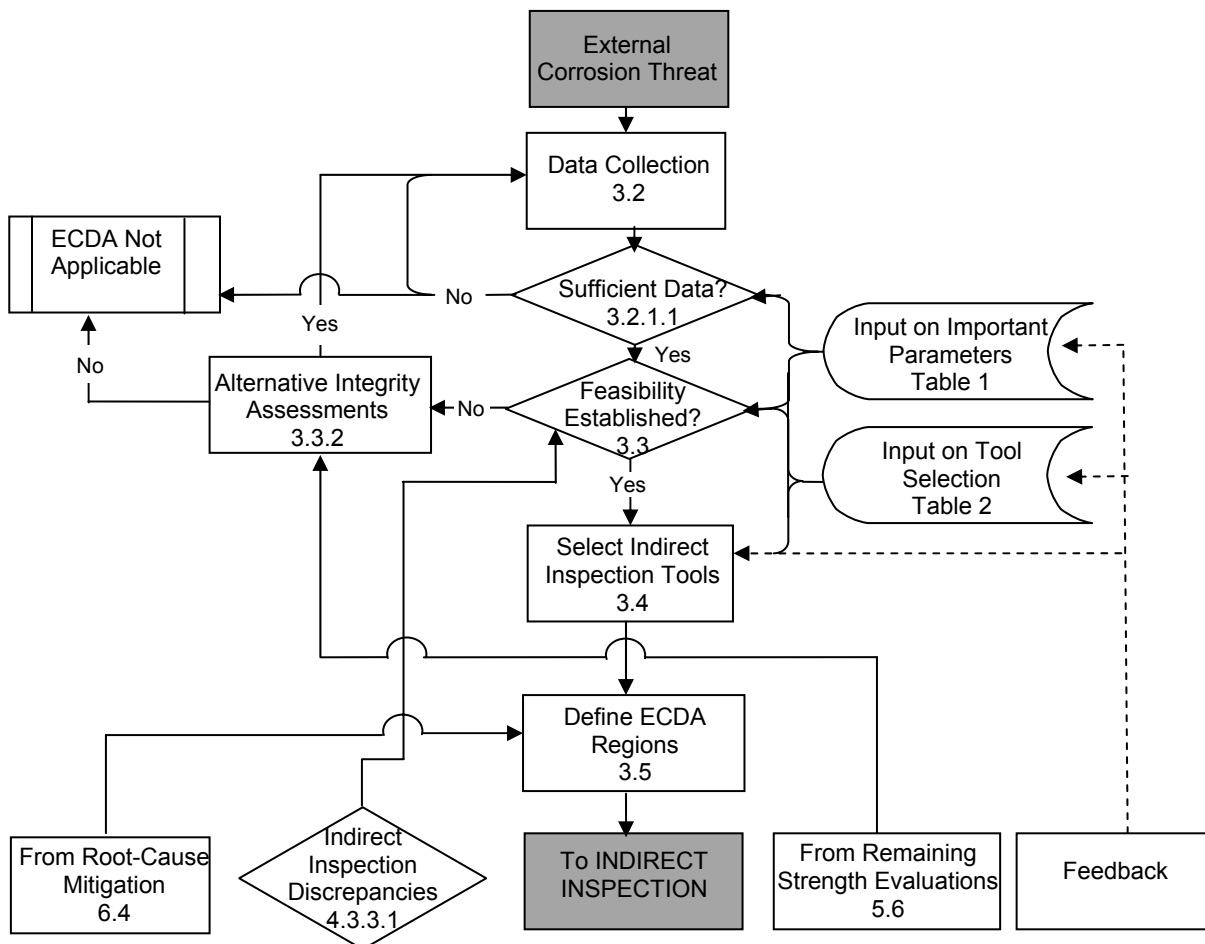 External
Corrosion Threat
Data Collection
3.2
ECDA Not
Applicable
No
Sufficient Data?
3.2.1.1
Input on Important
Parameters
Table 1
Yes
Yes
No
Alternative Integrity
Assessments
3.3.2
No
Feasibility
Established?
3.3
Input on Tool
Selection
Table 2
Yes
Select Indirect
Inspection Tools
3.4
Define ECDA
Regions
3.5
From Root-Cause
Mitigation
6.4
Indirect
Inspection
Discrepancies
4.3.3.1
To INDIRECT
INSPECTION
From Remaining
Strength Evaluations
5.6
Feedback